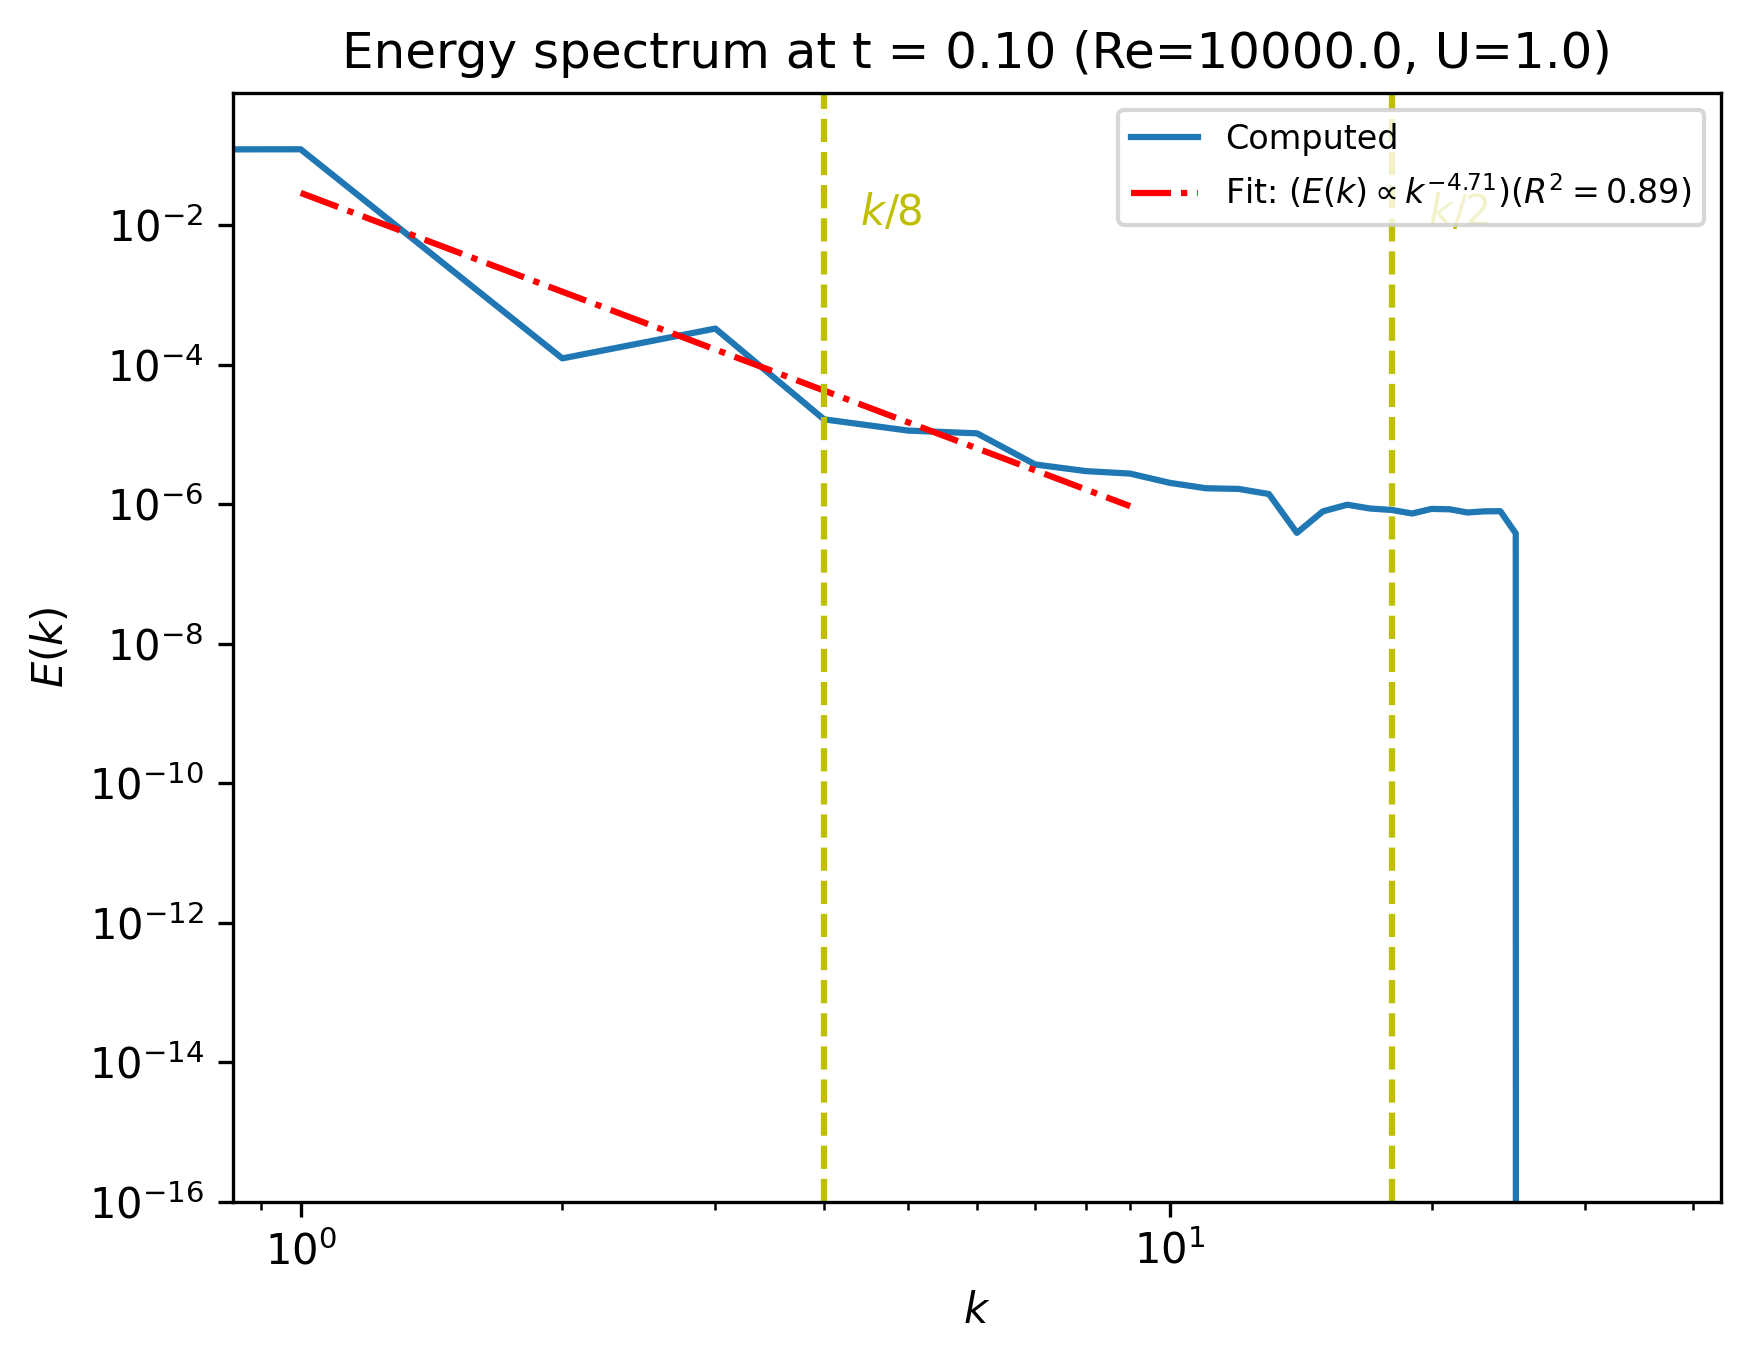 Energy spectrum at t = 0.10 (Re=10000.0, U=1.0)
Computed
Fit: (E(k) ∝ k^{-4.71})(R^2 = 0.89)
k/8
k/2
10^{-2}
10^{-4}
10^{-6}
10^{-8}
10^{-10}
10^{-12}
10^{-14}
10^{-16}
E(k)
10^0
10^1
k